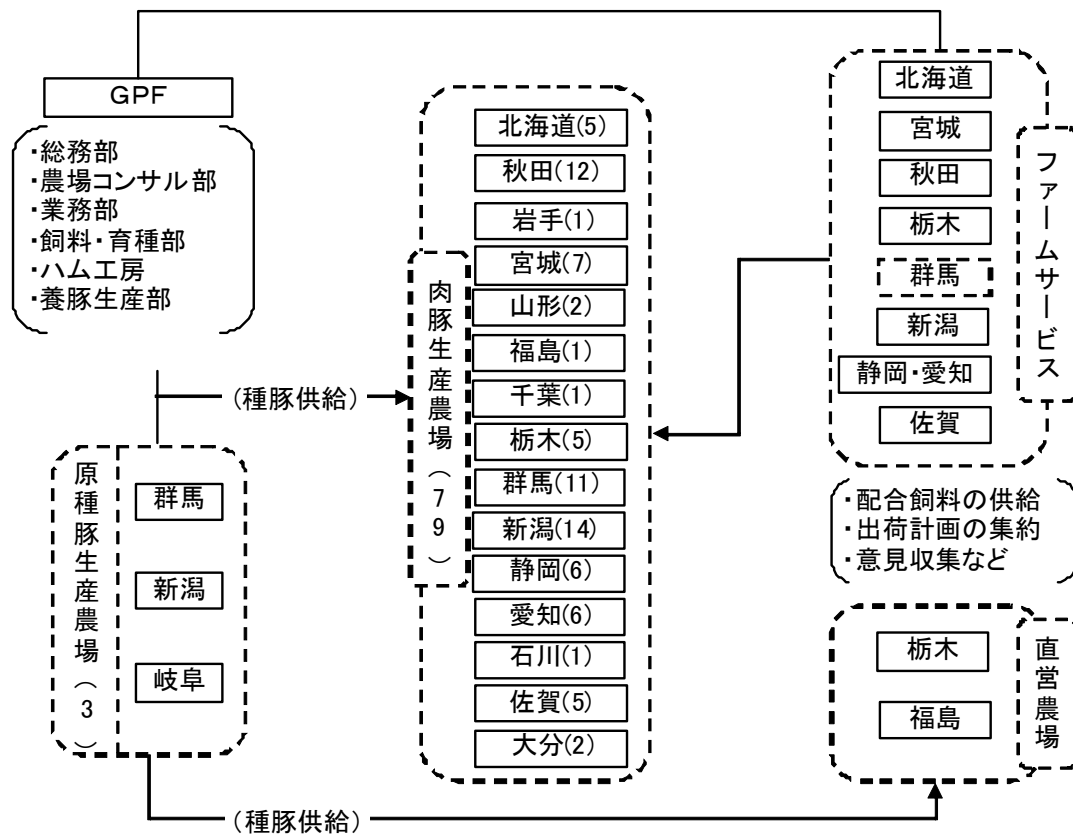 GPF
・総務部
・農場コンサル部
・業務部
・飼料・育種部
・ハム工房
・養豚生産部
(種豚供給)
原種豚生産農場(3)
群馬
新潟
岐阜
(種豚供給)
肉豚生産農場(79)
北海道(5)
秋田(12)
岩手(1)
宮城(7)
山形(2)
福島(1)
千葉(1)
栃木(5)
群馬(11)
新潟(14)
静岡(6)
愛知(6)
石川(1)
佐賀(5)
大分(2)
北海道
宮城
秋田
栃木
群馬
新潟
静岡・愛知
佐賀
ファームサービス
・配合飼料の供給
・出荷計画の集約
・意見収集など
栃木
福島
直営農場